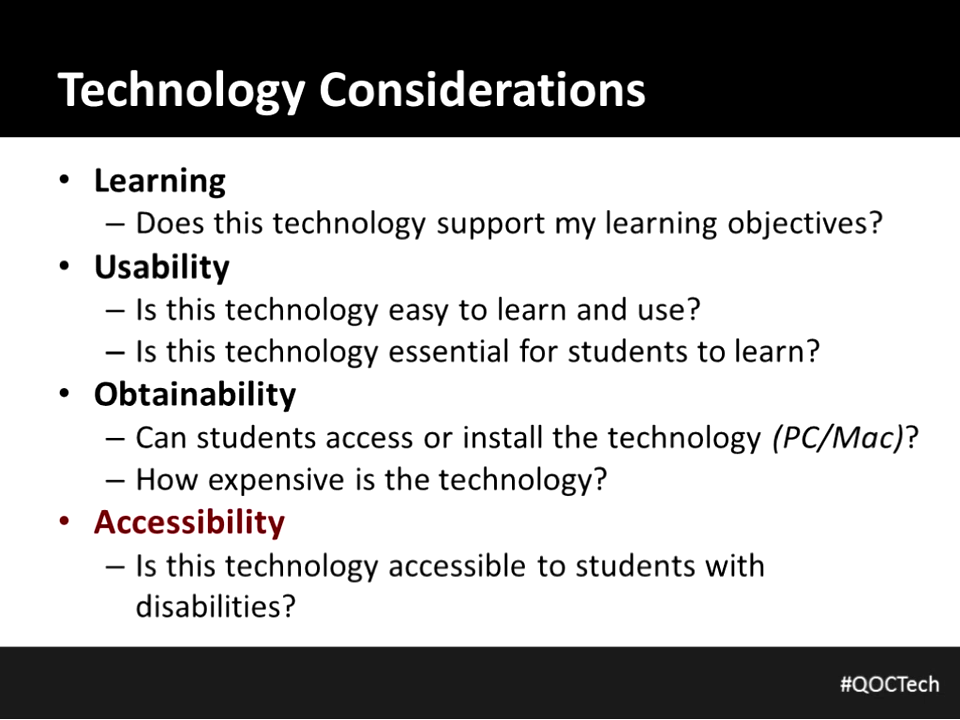 Technology Considerations
• Learning
– Does this technology support my learning objectives?
• Usability
– Is this technology easy to learn and use?
– Is this technology essential for students to learn?
• Obtainability
– Can students access or install the technology (PC/Mac)?
– How expensive is the technology?
• Accessibility
– Is this technology accessible to students with
disabilities?
#QOCTech